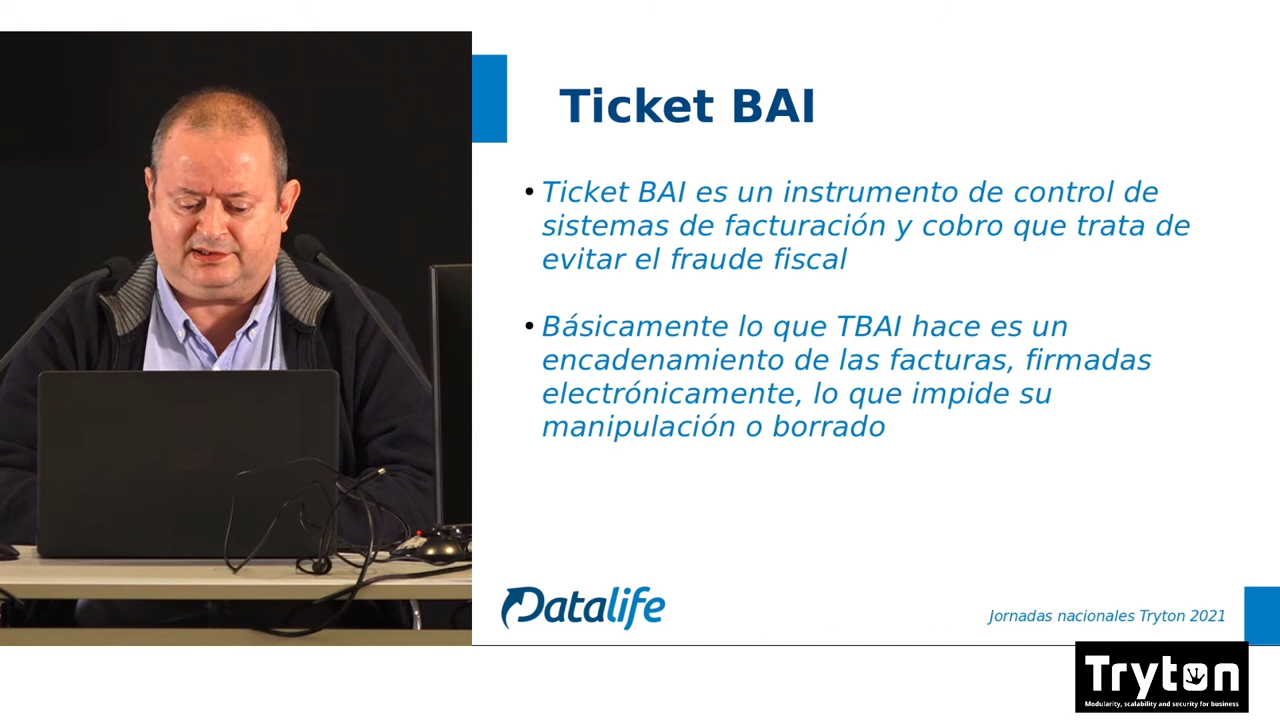 Ticket BAI
• Ticket BAI es un instrumento de control de
sistemas de facturación y cobro que trata de
evitar el fraude fiscal
• Básicamente lo que TBAI hace es un
encadenamiento de las facturas, firmadas
electrónicamente, lo que impide su
manipulación o borrado
Datalife
Jornadas nacionales Tryton 2021
Tryton
Modularity, scalability and security for business